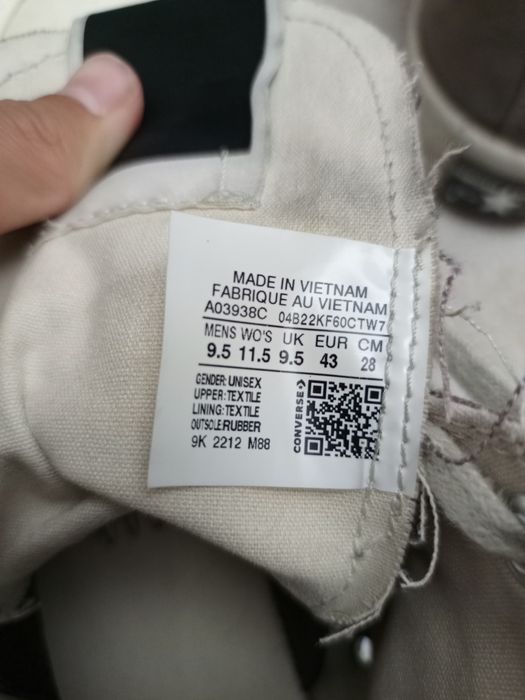 MADE IN VIETNAM
FABRIQUE AU VIETNAM
A03938C 04B22KF60CTW7
MENS WO'S UK EUR CM
9.5 11.5 9.5 43 28
GENDER: UNISEX
UPPER: TEXTILE
LINING: TEXTILE
OUTSOLE:RUBBER
9K 2212 M88
CONVERSE